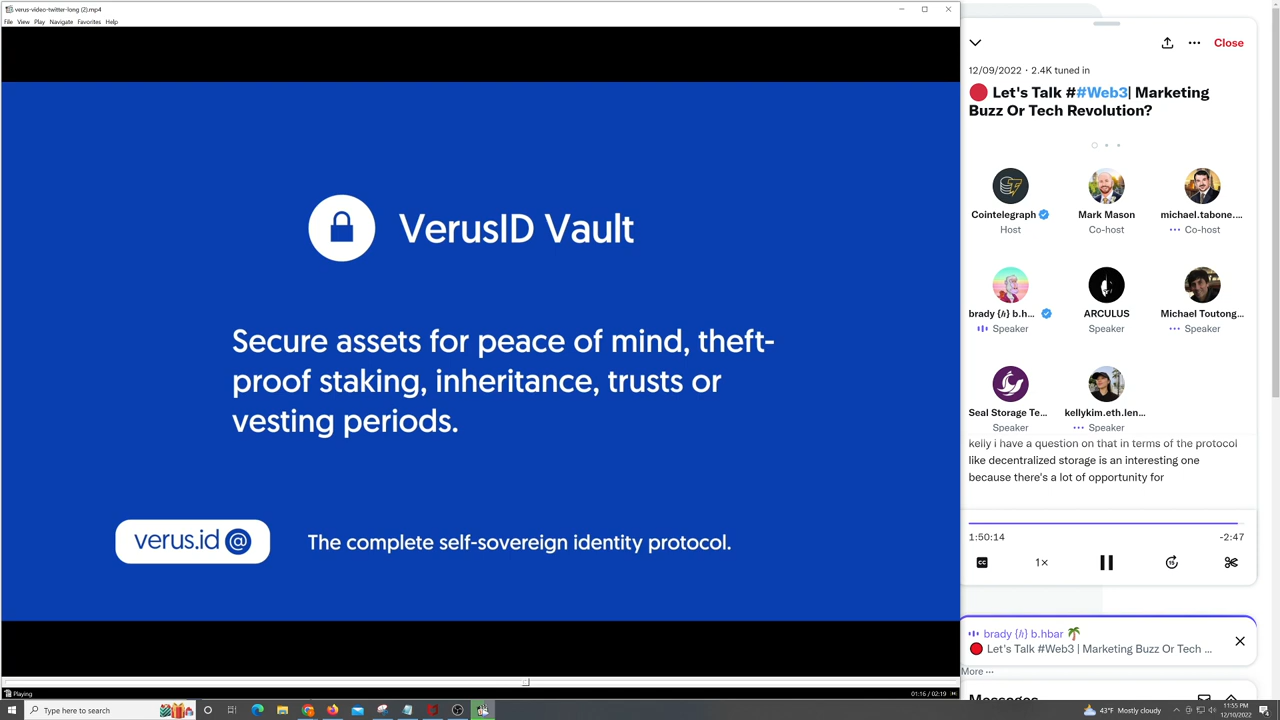 verus-video-twitter-long (2).mp4
File View Play Navigate Favorites Help
VerusID Vault
Secure assets for peace of mind, theft-
proof staking, inheritance, trusts or
vesting periods.
verus.id @
The complete self-sovereign identity protocol.
Playing
01:16 / 02:19
Close
12/09/2022 · 2.4K tuned in
Let's Talk ##Web3| Marketing
Buzz Or Tech Revolution?
Cointelegraph
Host
Mark Mason
Co-host
michael.tabone....
Co-host
brady {ℏ} b.h...
Speaker
ARCULUS
Speaker
Michael Toutong...
Speaker
Seal Storage Te...
Speaker
kellykim.eth.len...
Speaker
kelly i have a question on that in terms of the protocol
like decentralized storage is an interesting one
because there's a lot of opportunity for
1:50:14
-2:47
CC
1×
15
brady {ℏ} b.hbar 🌴
Let's Talk #Web3 | Marketing Buzz Or Tech ...
More ...
Messages
Type here to search
43°F Mostly cloudy
11:55 PM
12/10/2022